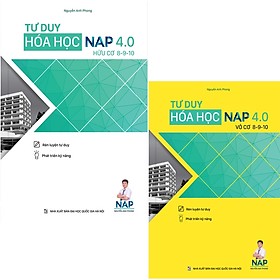 Nguyễn Anh Phong
TƯ DUY
HÓA HỌC NAP 4.0
HỮU CƠ 8-9-10
Rèn luyện tư duy
Phát triển kỹ năng
NAP
NHÀ XUẤT BẢN ĐẠI HỌC QUỐC GIA HÀ NỘI
Nguyễn Anh Phong
TƯ DUY
HÓA HỌC NAP 4.0
VÔ CƠ 8-9-10
Rèn luyện tư duy
Phát triển kỹ năng
NAP
NHÀ XUẤT BẢN ĐẠI HỌC QUỐC GIA HÀ NỘI